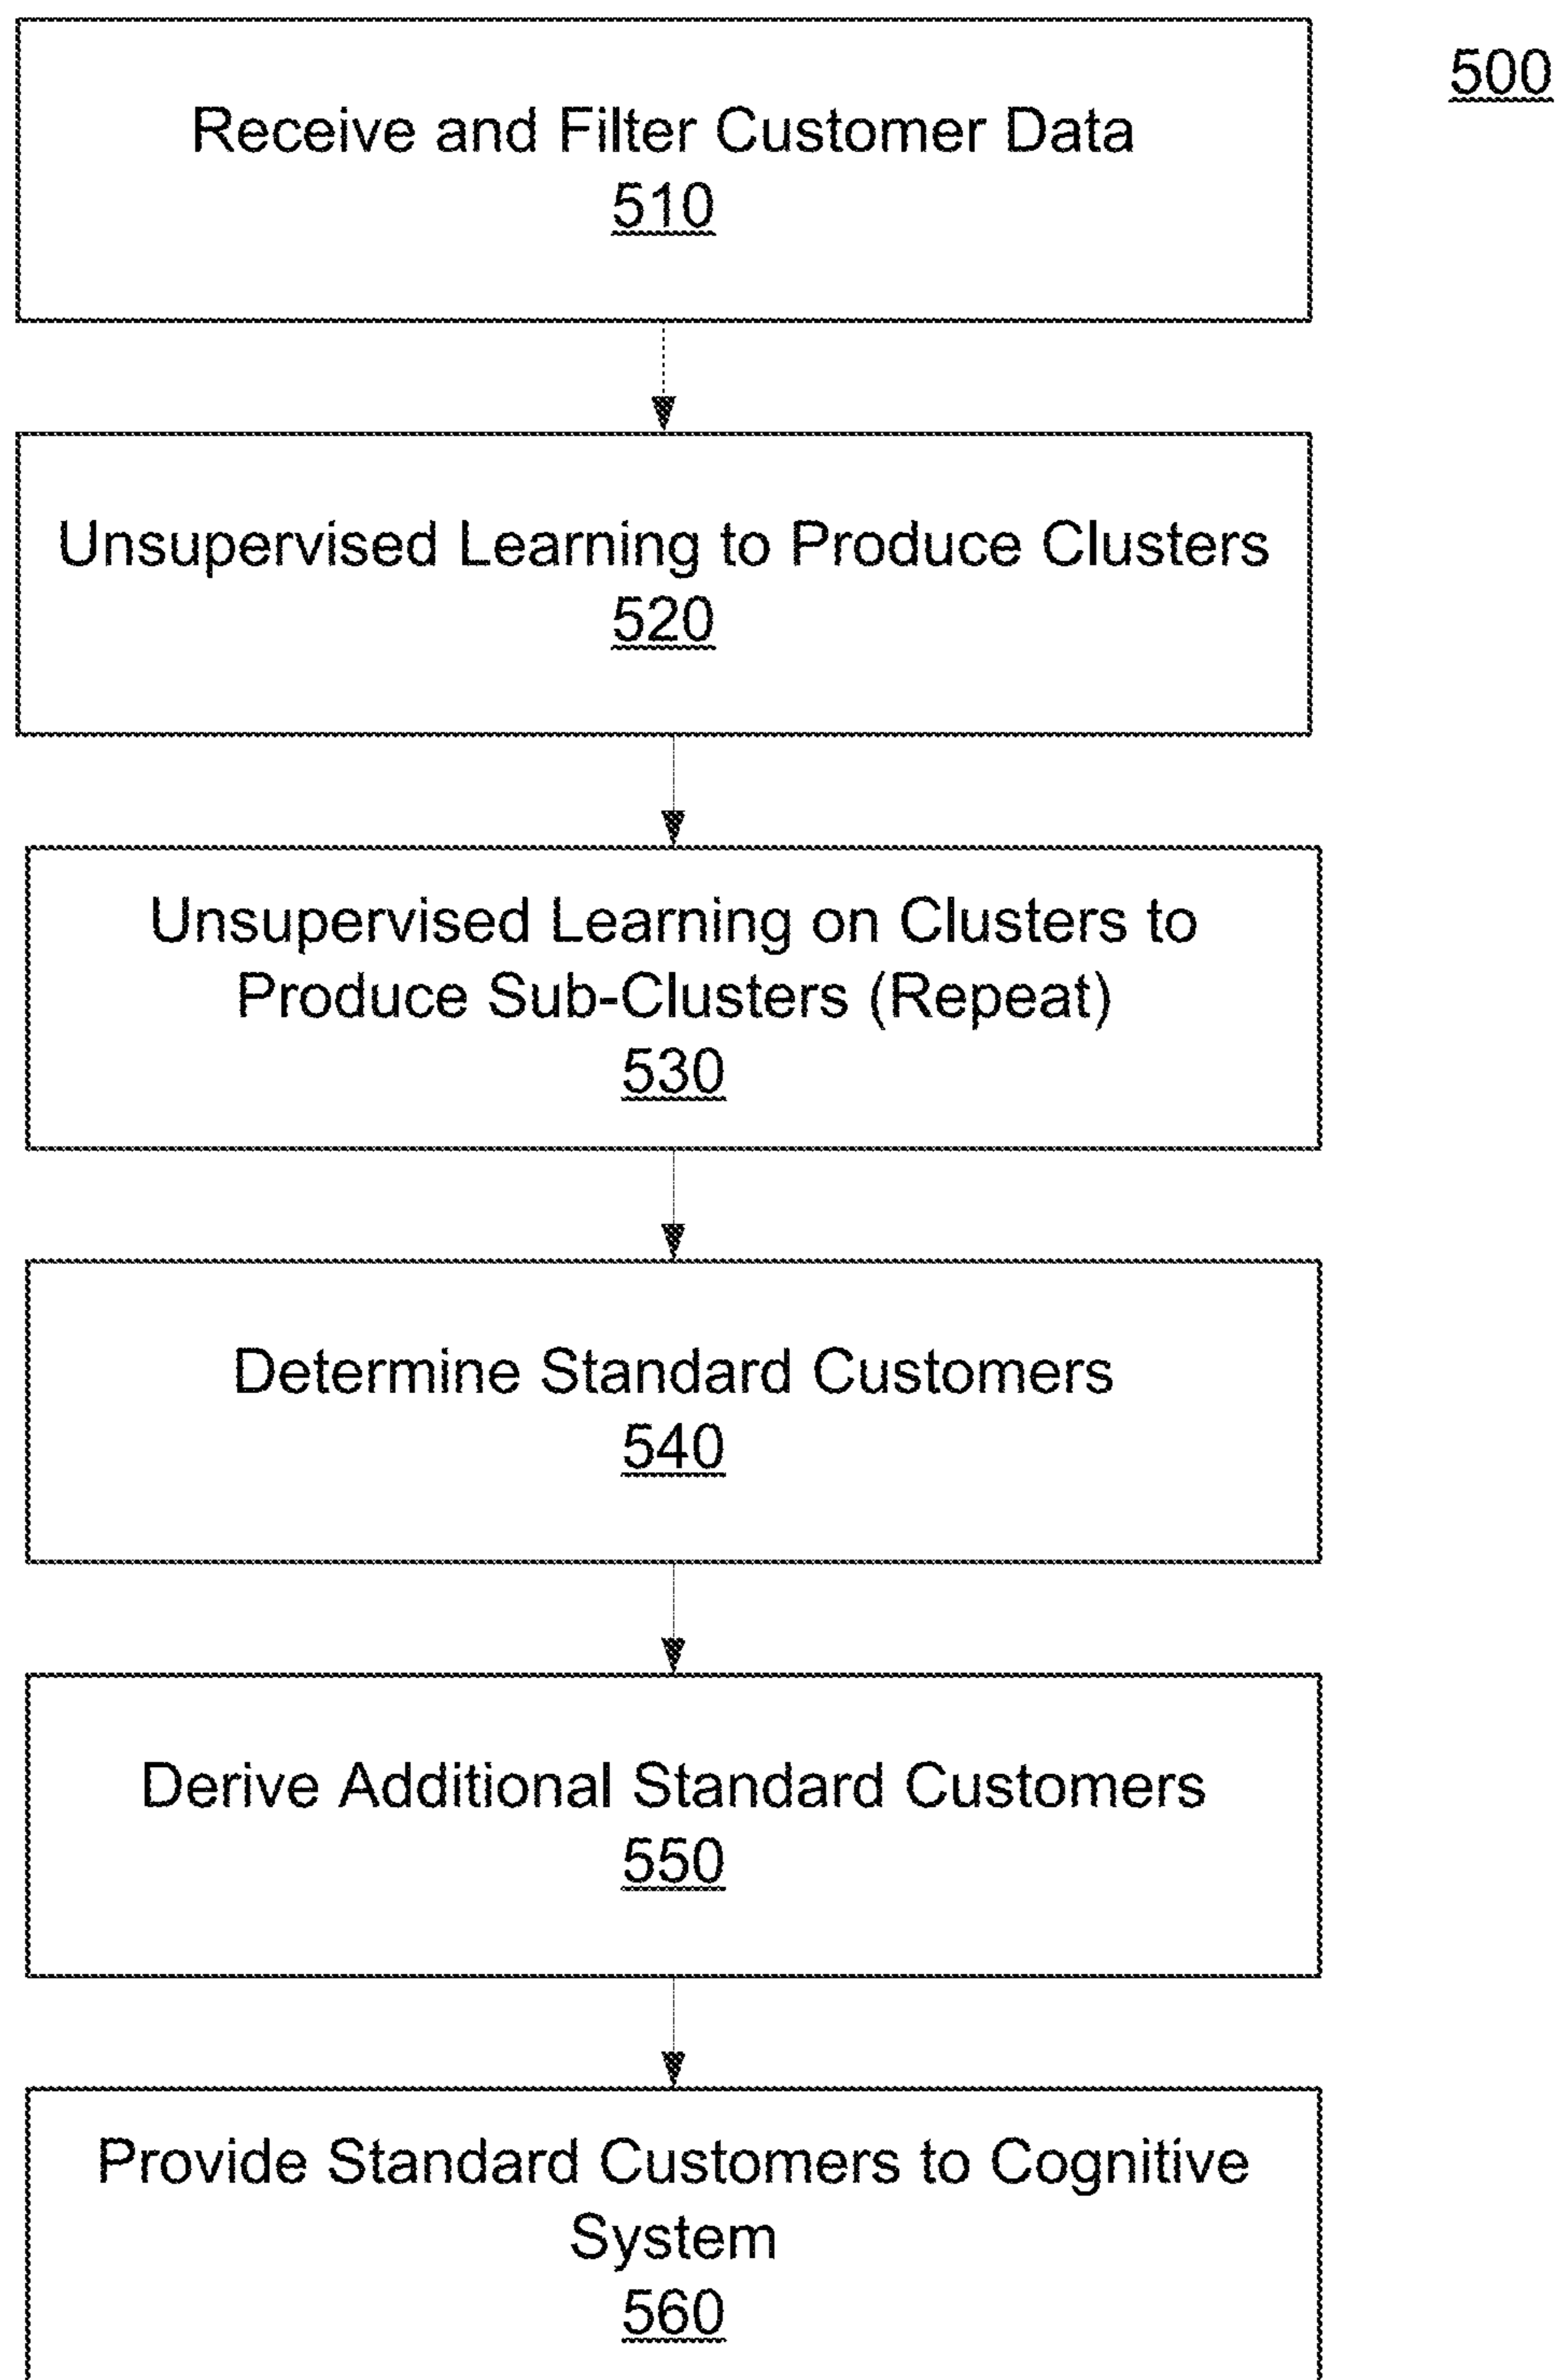 500
Receive and Filter Customer Data
510
Unsupervised Learning to Produce Clusters
520
Unsupervised Learning on Clusters to
Produce Sub-Clusters (Repeat)
530
Determine Standard Customers
540
Derive Additional Standard Customers
550
Provide Standard Customers to Cognitive
System
560